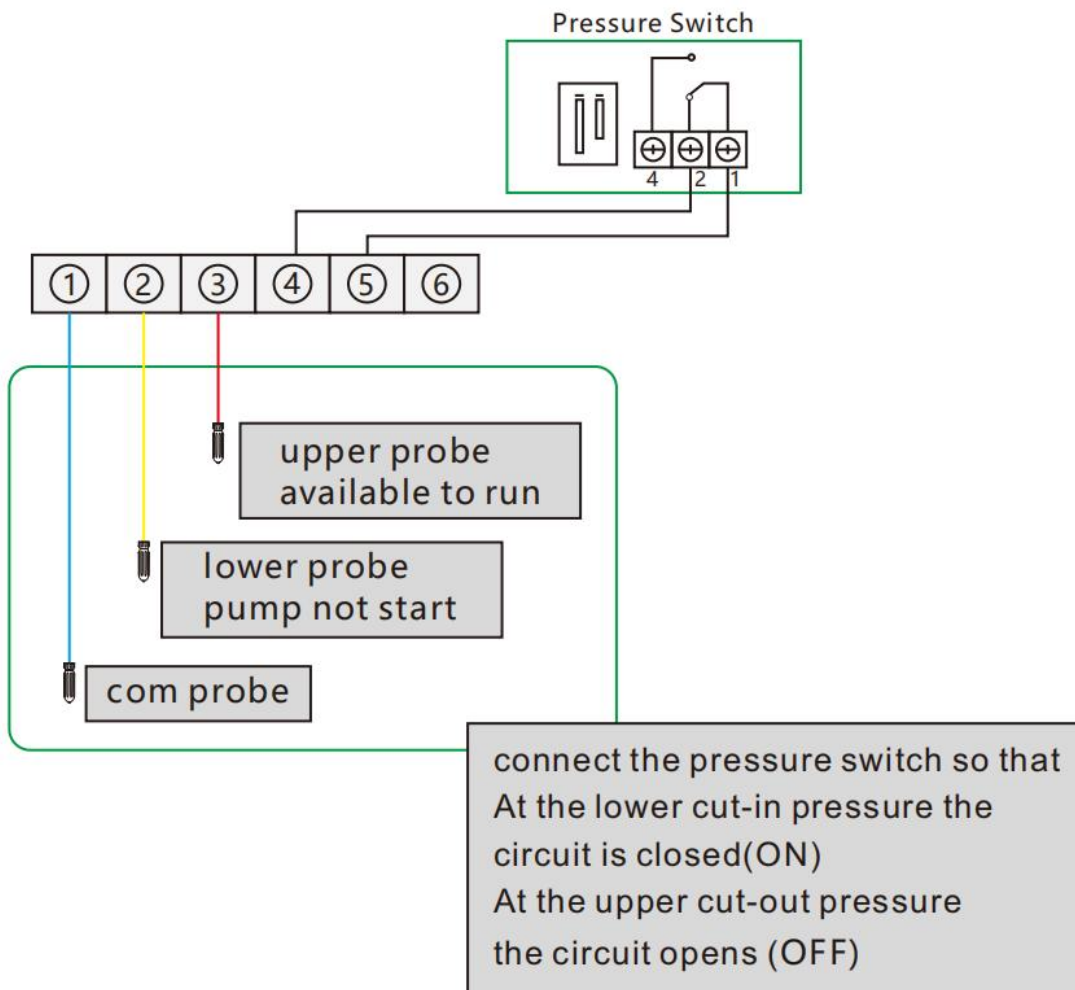 Pressure Switch
4 2 1
① ② ③ ④ ⑤ ⑥
upper probe
available to run
lower probe
pump not start
com probe
connect the pressure switch so that
At the lower cut-in pressure the
circuit is closed(ON)
At the upper cut-out pressure
the circuit opens (OFF)